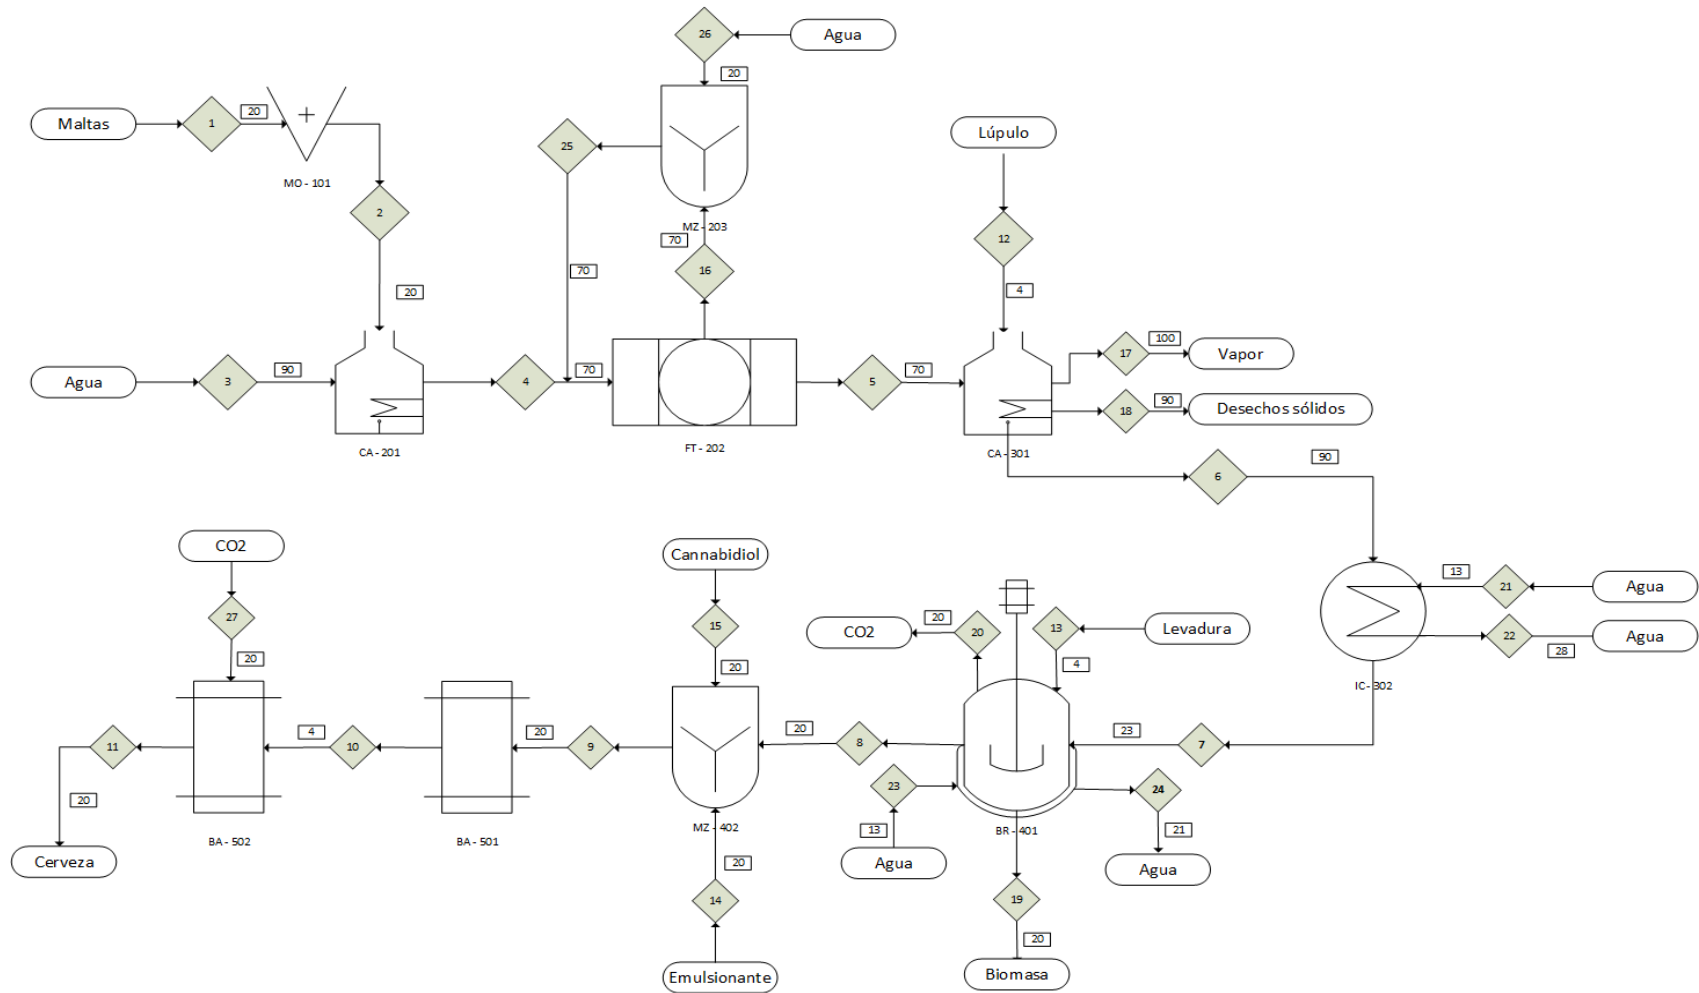 26
Agua
20
Maltas
1
20
MO - 101
25
Lúpulo
2
MZ - 203
12
70
16
70
20
4
Agua
3
90
4
70
5
70
17
100
Vapor
18
90
Desechos sólidos
CA - 201
FT - 202
CA - 301
6
90
CO2
Cannabidiol
13
21
Agua
27
15
CO2
20
20
13
Levadura
22
28
Agua
20
20
4
IC - 302
11
4
10
20
9
20
8
23
7
23
24
20
13
21
BA - 502
BA - 501
MZ - 402
BR - 401
Cerveza
20
Agua
Agua
14
19
20
Emulsionante
Biomasa